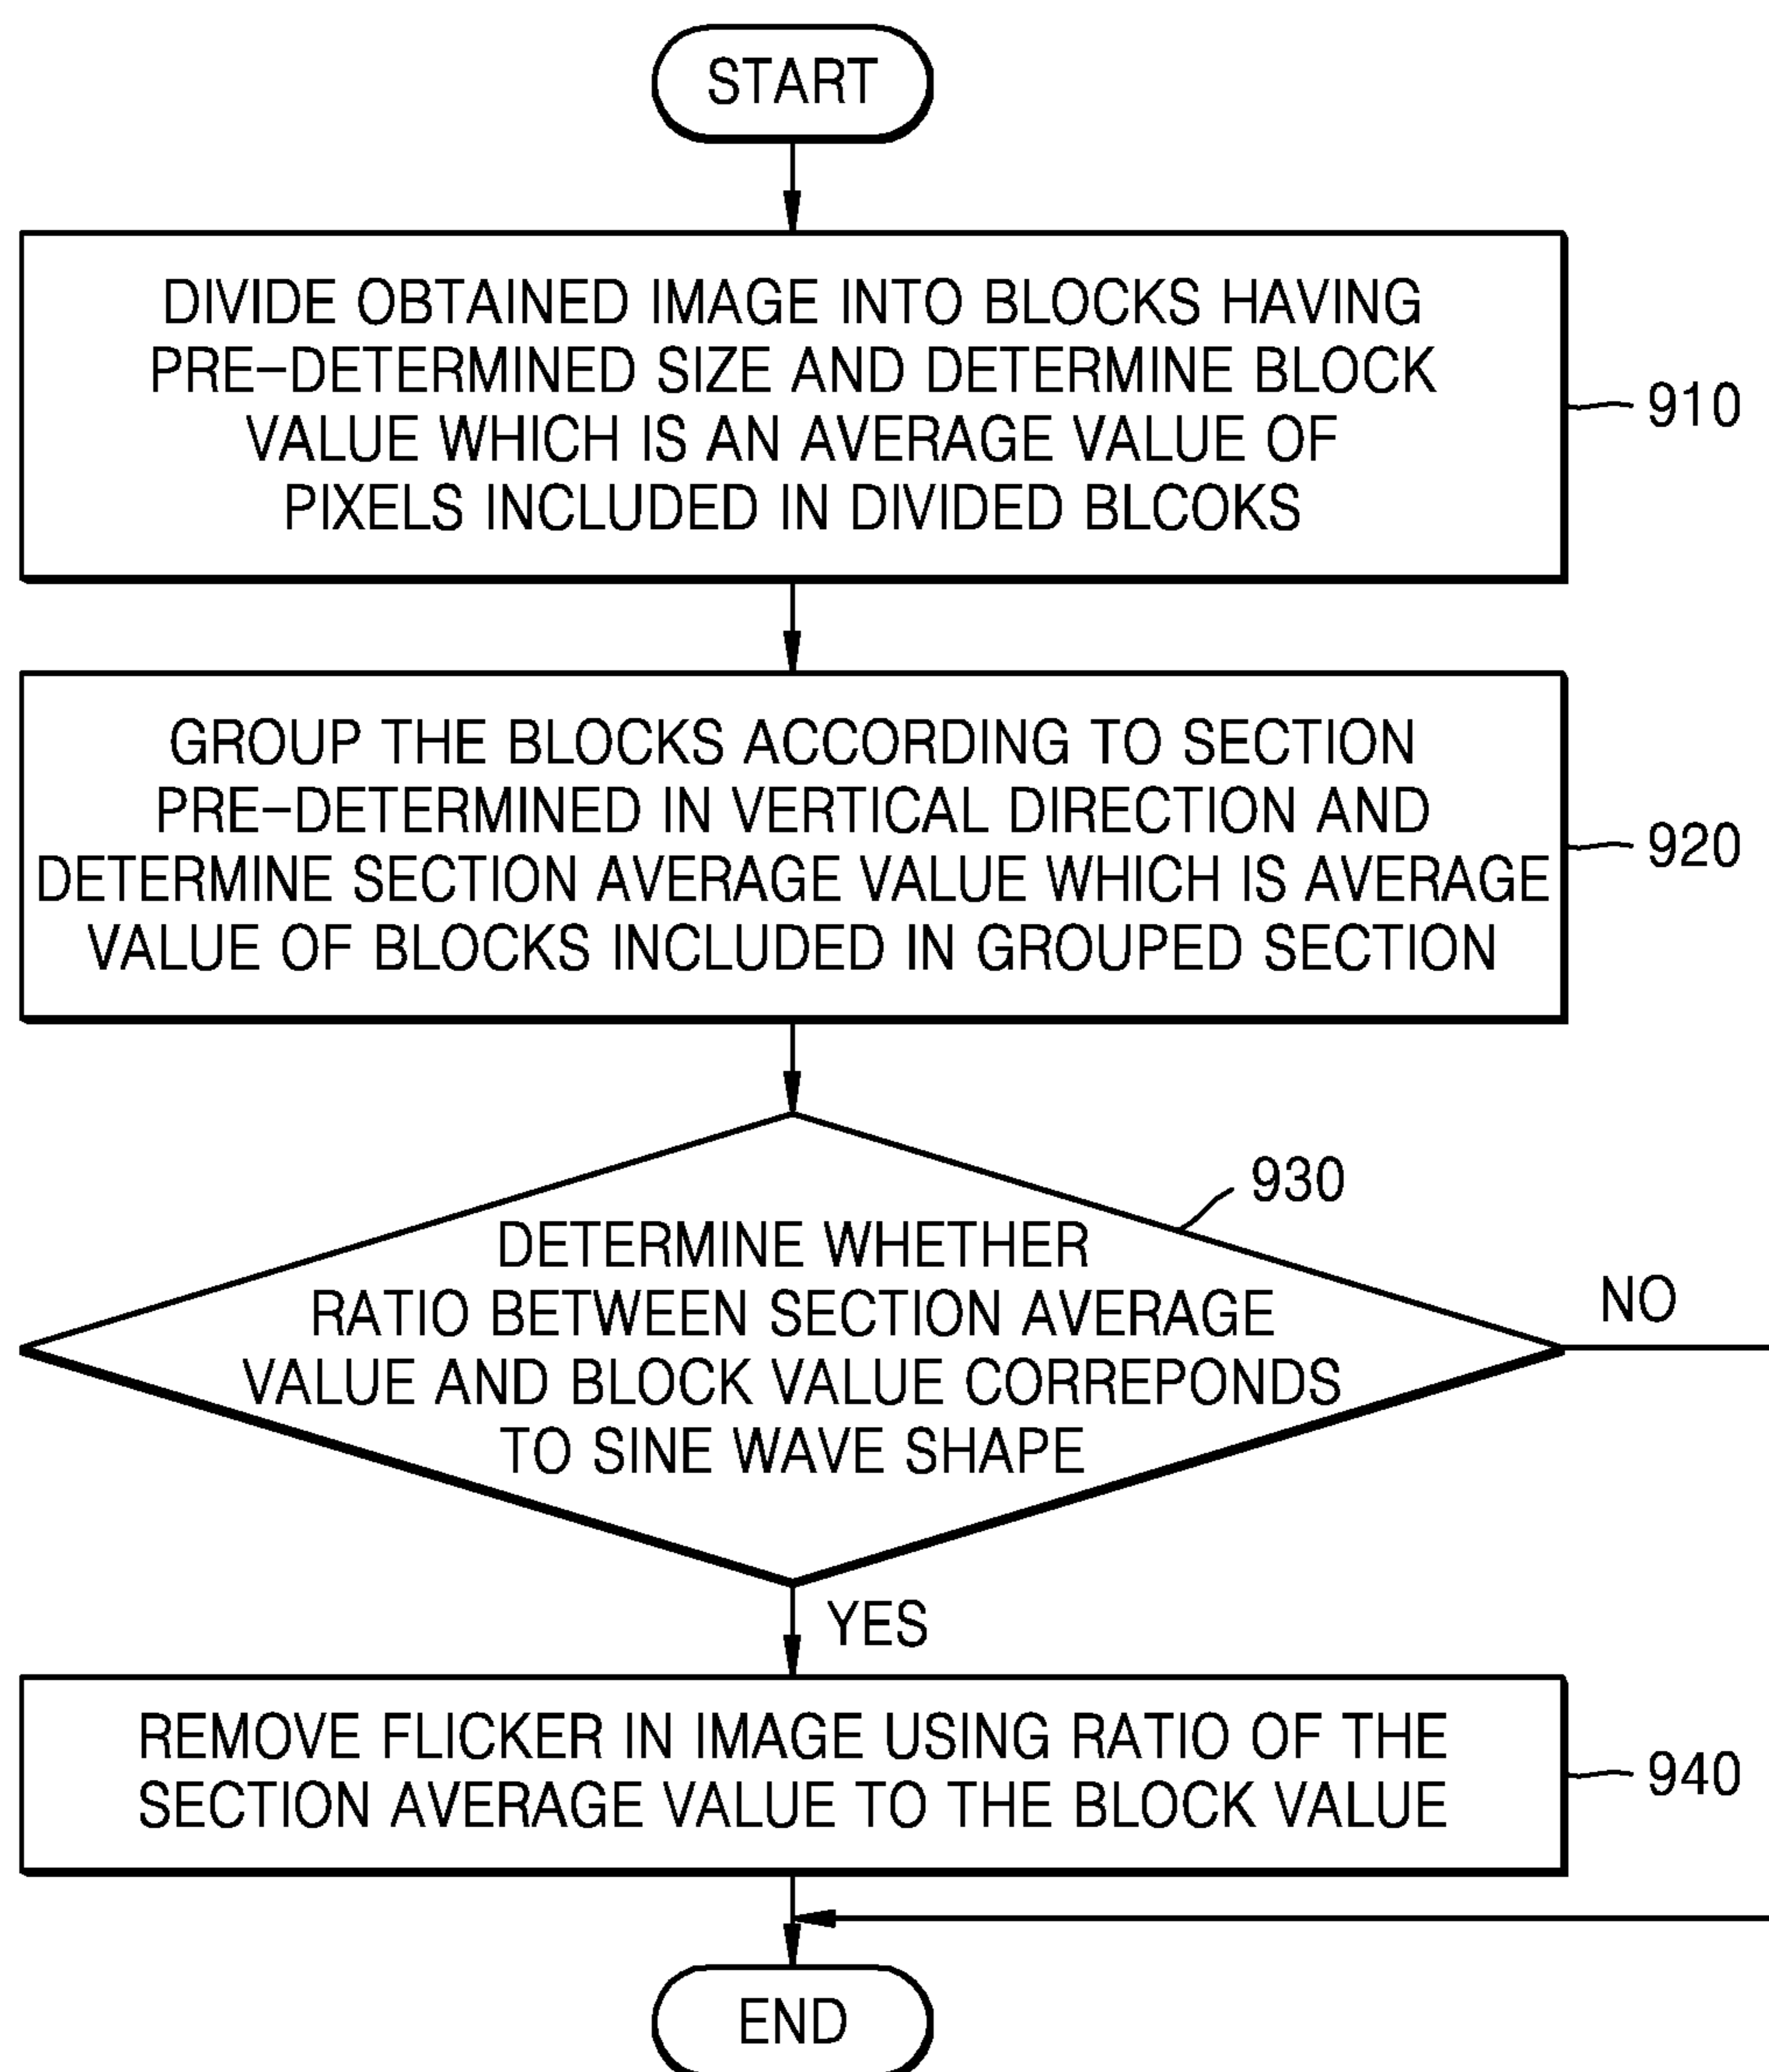 START
DIVIDE OBTAINED IMAGE INTO BLOCKS HAVING
PRE-DETERMINED SIZE AND DETERMINE BLOCK
VALUE WHICH IS AN AVERAGE VALUE OF
PIXELS INCLUDED IN DIVIDED BLCOKS
910
GROUP THE BLOCKS ACCORDING TO SECTION
PRE-DETERMINED IN VERTICAL DIRECTION AND
DETERMINE SECTION AVERAGE VALUE WHICH IS AVERAGE
VALUE OF BLOCKS INCLUDED IN GROUPED SECTION
920
930
DETERMINE WHETHER
RATIO BETWEEN SECTION AVERAGE
VALUE AND BLOCK VALUE CORREPONDS
TO SINE WAVE SHAPE
NO
YES
REMOVE FLICKER IN IMAGE USING RATIO OF THE
SECTION AVERAGE VALUE TO THE BLOCK VALUE
940
END